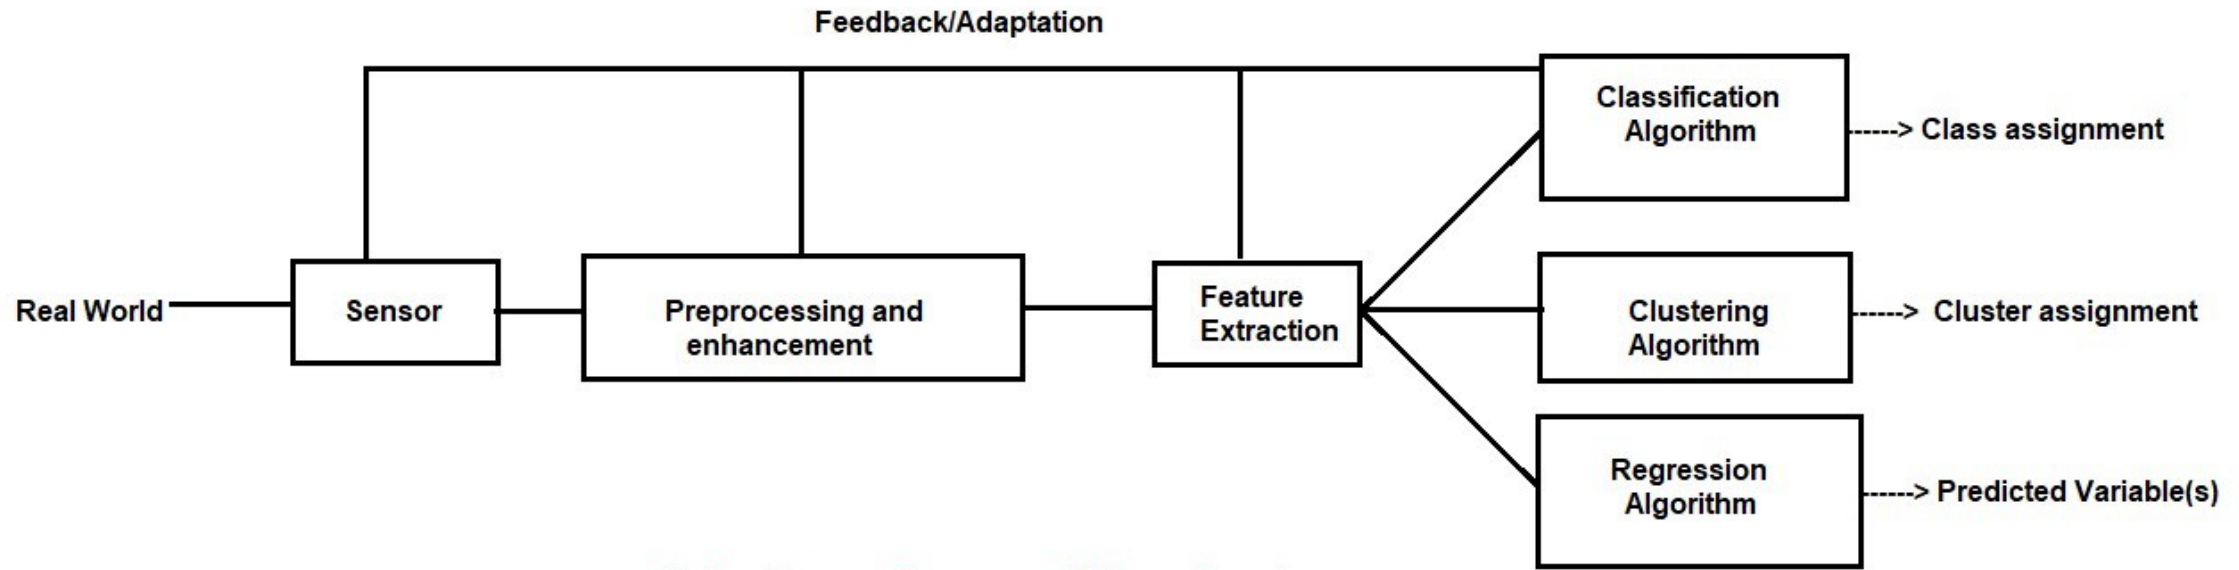 Feedback/Adaptation
Classification
Algorithm
------> Class assignment
Real World
Sensor
Preprocessing and
enhancement
Feature
Extraction
Clustering
Algorithm
------> Cluster assignment
Regression
Algorithm
------> Predicted Variable(s)